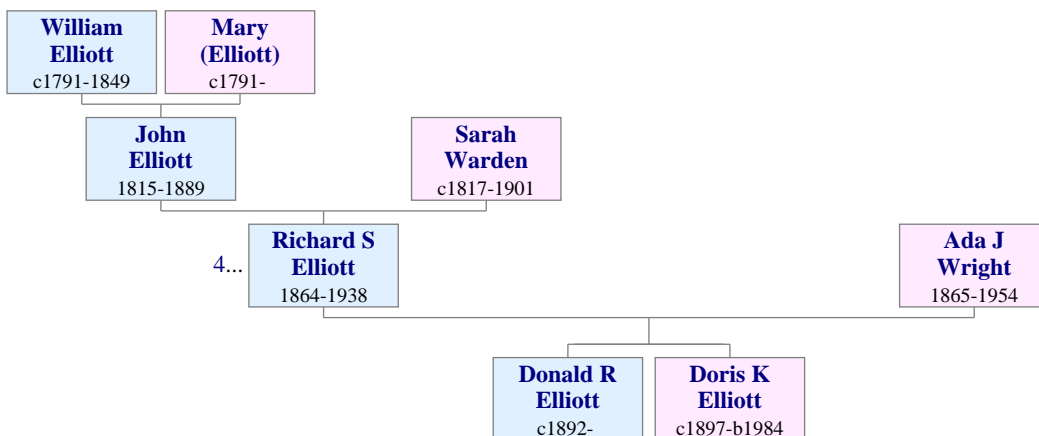 William
Elliott
c1791-1849
Mary
(Elliott)
c1791-
John
Elliott
1815-1889
Sarah
Warden
c1817-1901
4...
Richard S
Elliott
1864-1938
Ada J
Wright
1865-1954
Donald R
Elliott
c1892-
Doris K
Elliott
c1897-b1984